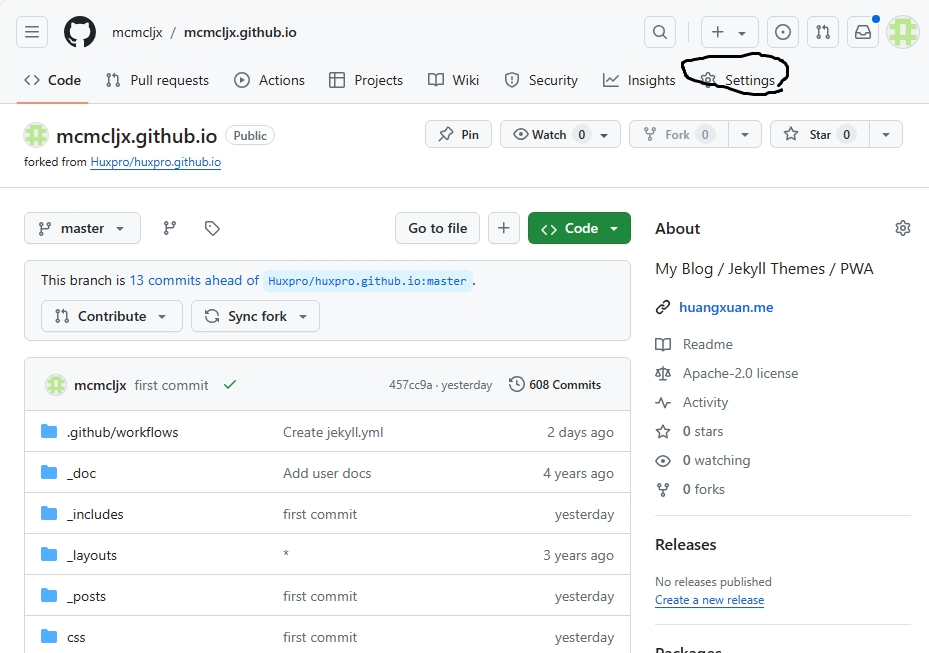 mcmcljx / mcmcljx.github.io
Code Pull requests Actions Projects Wiki Security Insights Settings
mcmcljx.github.io Public
Pin Watch 0 Fork 0 Star 0
forked from Huxpro/huxpro.github.io
master Go to file Code
About
My Blog / Jekyll Themes / PWA
This branch is 13 commits ahead of Huxpro/huxpro.github.io:master .
Contribute Sync fork
huangxuan.me
Readme
Apache-2.0 license
Activity
0 stars
0 watching
0 forks
mcmcljx first commit 457cc9a · yesterday 608 Commits
.github/workflows Create jekyll.yml 2 days ago
_doc Add user docs 4 years ago
_includes first commit yesterday
_layouts * 3 years ago
_posts first commit yesterday
css first commit yesterday
Releases
No releases published
Create a new release
Packages